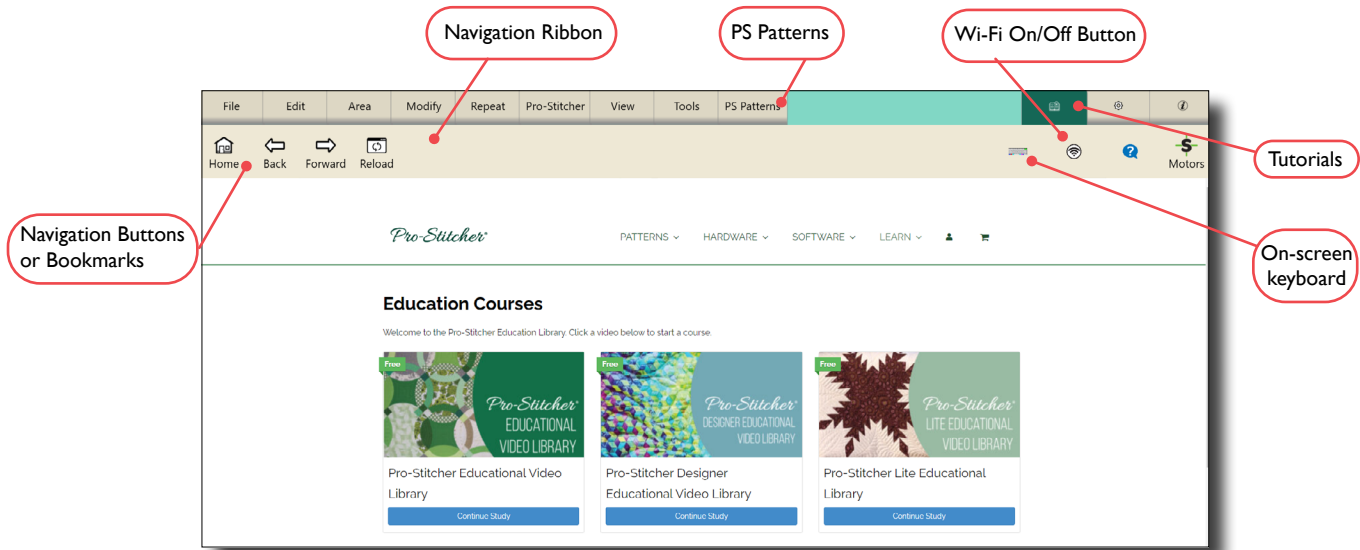 Navigation Ribbon
PS Patterns
Wi-Fi On/Off Button
File Edit Area Modify Repeat Pro-Stitcher View Tools PS Patterns
Home Back Forward Reload
Motors
Tutorials
Navigation Buttons
or Bookmarks
On-screen
keyboard
Pro-Stitcher®
PATTERNS HARDWARE SOFTWARE LEARN
Education Courses
Welcome to the Pro-Stitcher Education Library. Click a video below to start a course.
Free
Pro-Stitcher®
EDUCATIONAL
VIDEO LIBRARY
Pro-Stitcher Educational Video
Library
Continue Study
Free
Pro-Stitcher®
DESIGNER EDUCATIONAL
VIDEO LIBRARY
Pro-Stitcher Designer
Educational Video Library
Continue Study
Free
Pro-Stitcher®
LITE EDUCATIONAL
VIDEO LIBRARY
Pro-Stitcher Lite Educational
Library
Continue Study